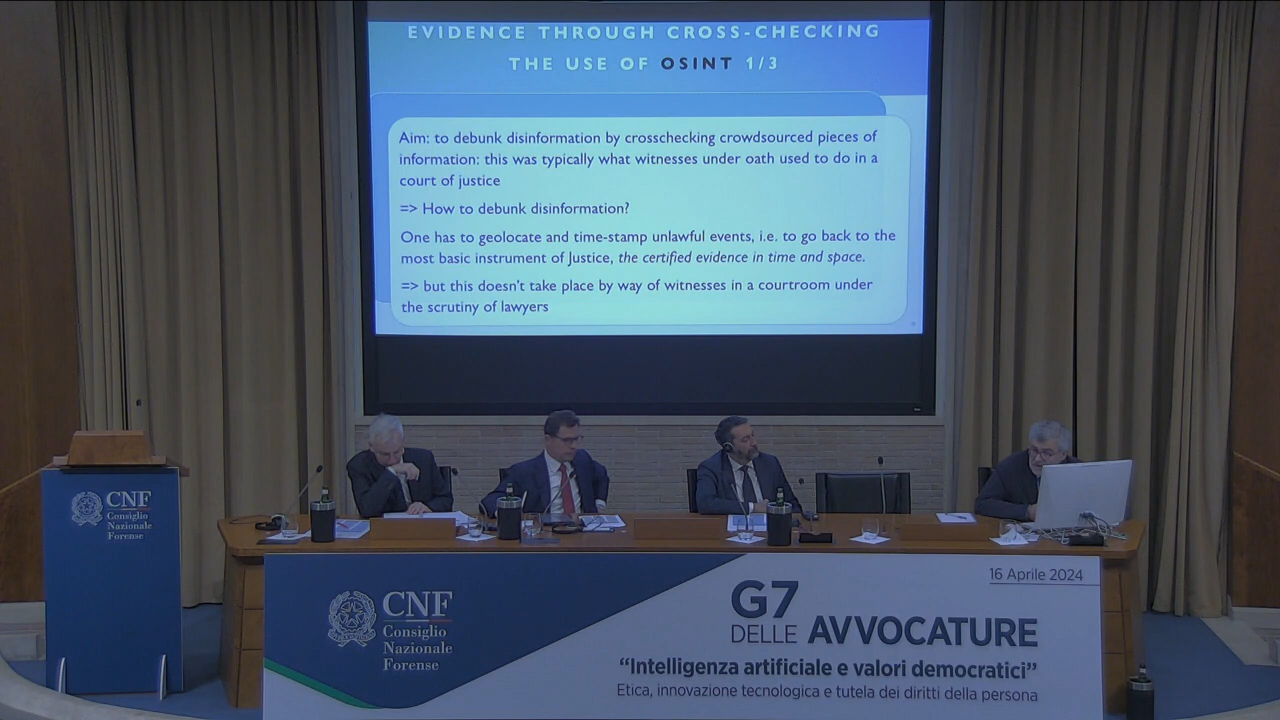 EVIDENCE THROUGH CROSS-CHECKING
THE USE OF OSINT 1/3
Aim: to debunk disinformation by crosschecking crowdsourced pieces of
information: this was typically what witnesses under oath used to do in a
court of justice
=> How to debunk disinformation?
One has to geolocate and time-stamp unlawful events, i.e. to go back to the
most basic instrument of Justice, the certified evidence in time and space.
=> but this doesn't take place by way of witnesses in a courtroom under
the scrutiny of lawyers
CNF
Consiglio
Nazionale
Forense
16 Aprile 2024
CNF
Consiglio
Nazionale
Forense
G7
DELLE AVVOCATURE
“Intelligenza artificiale e valori democratici”
Etica, innovazione tecnologica e tutela dei diritti della persona